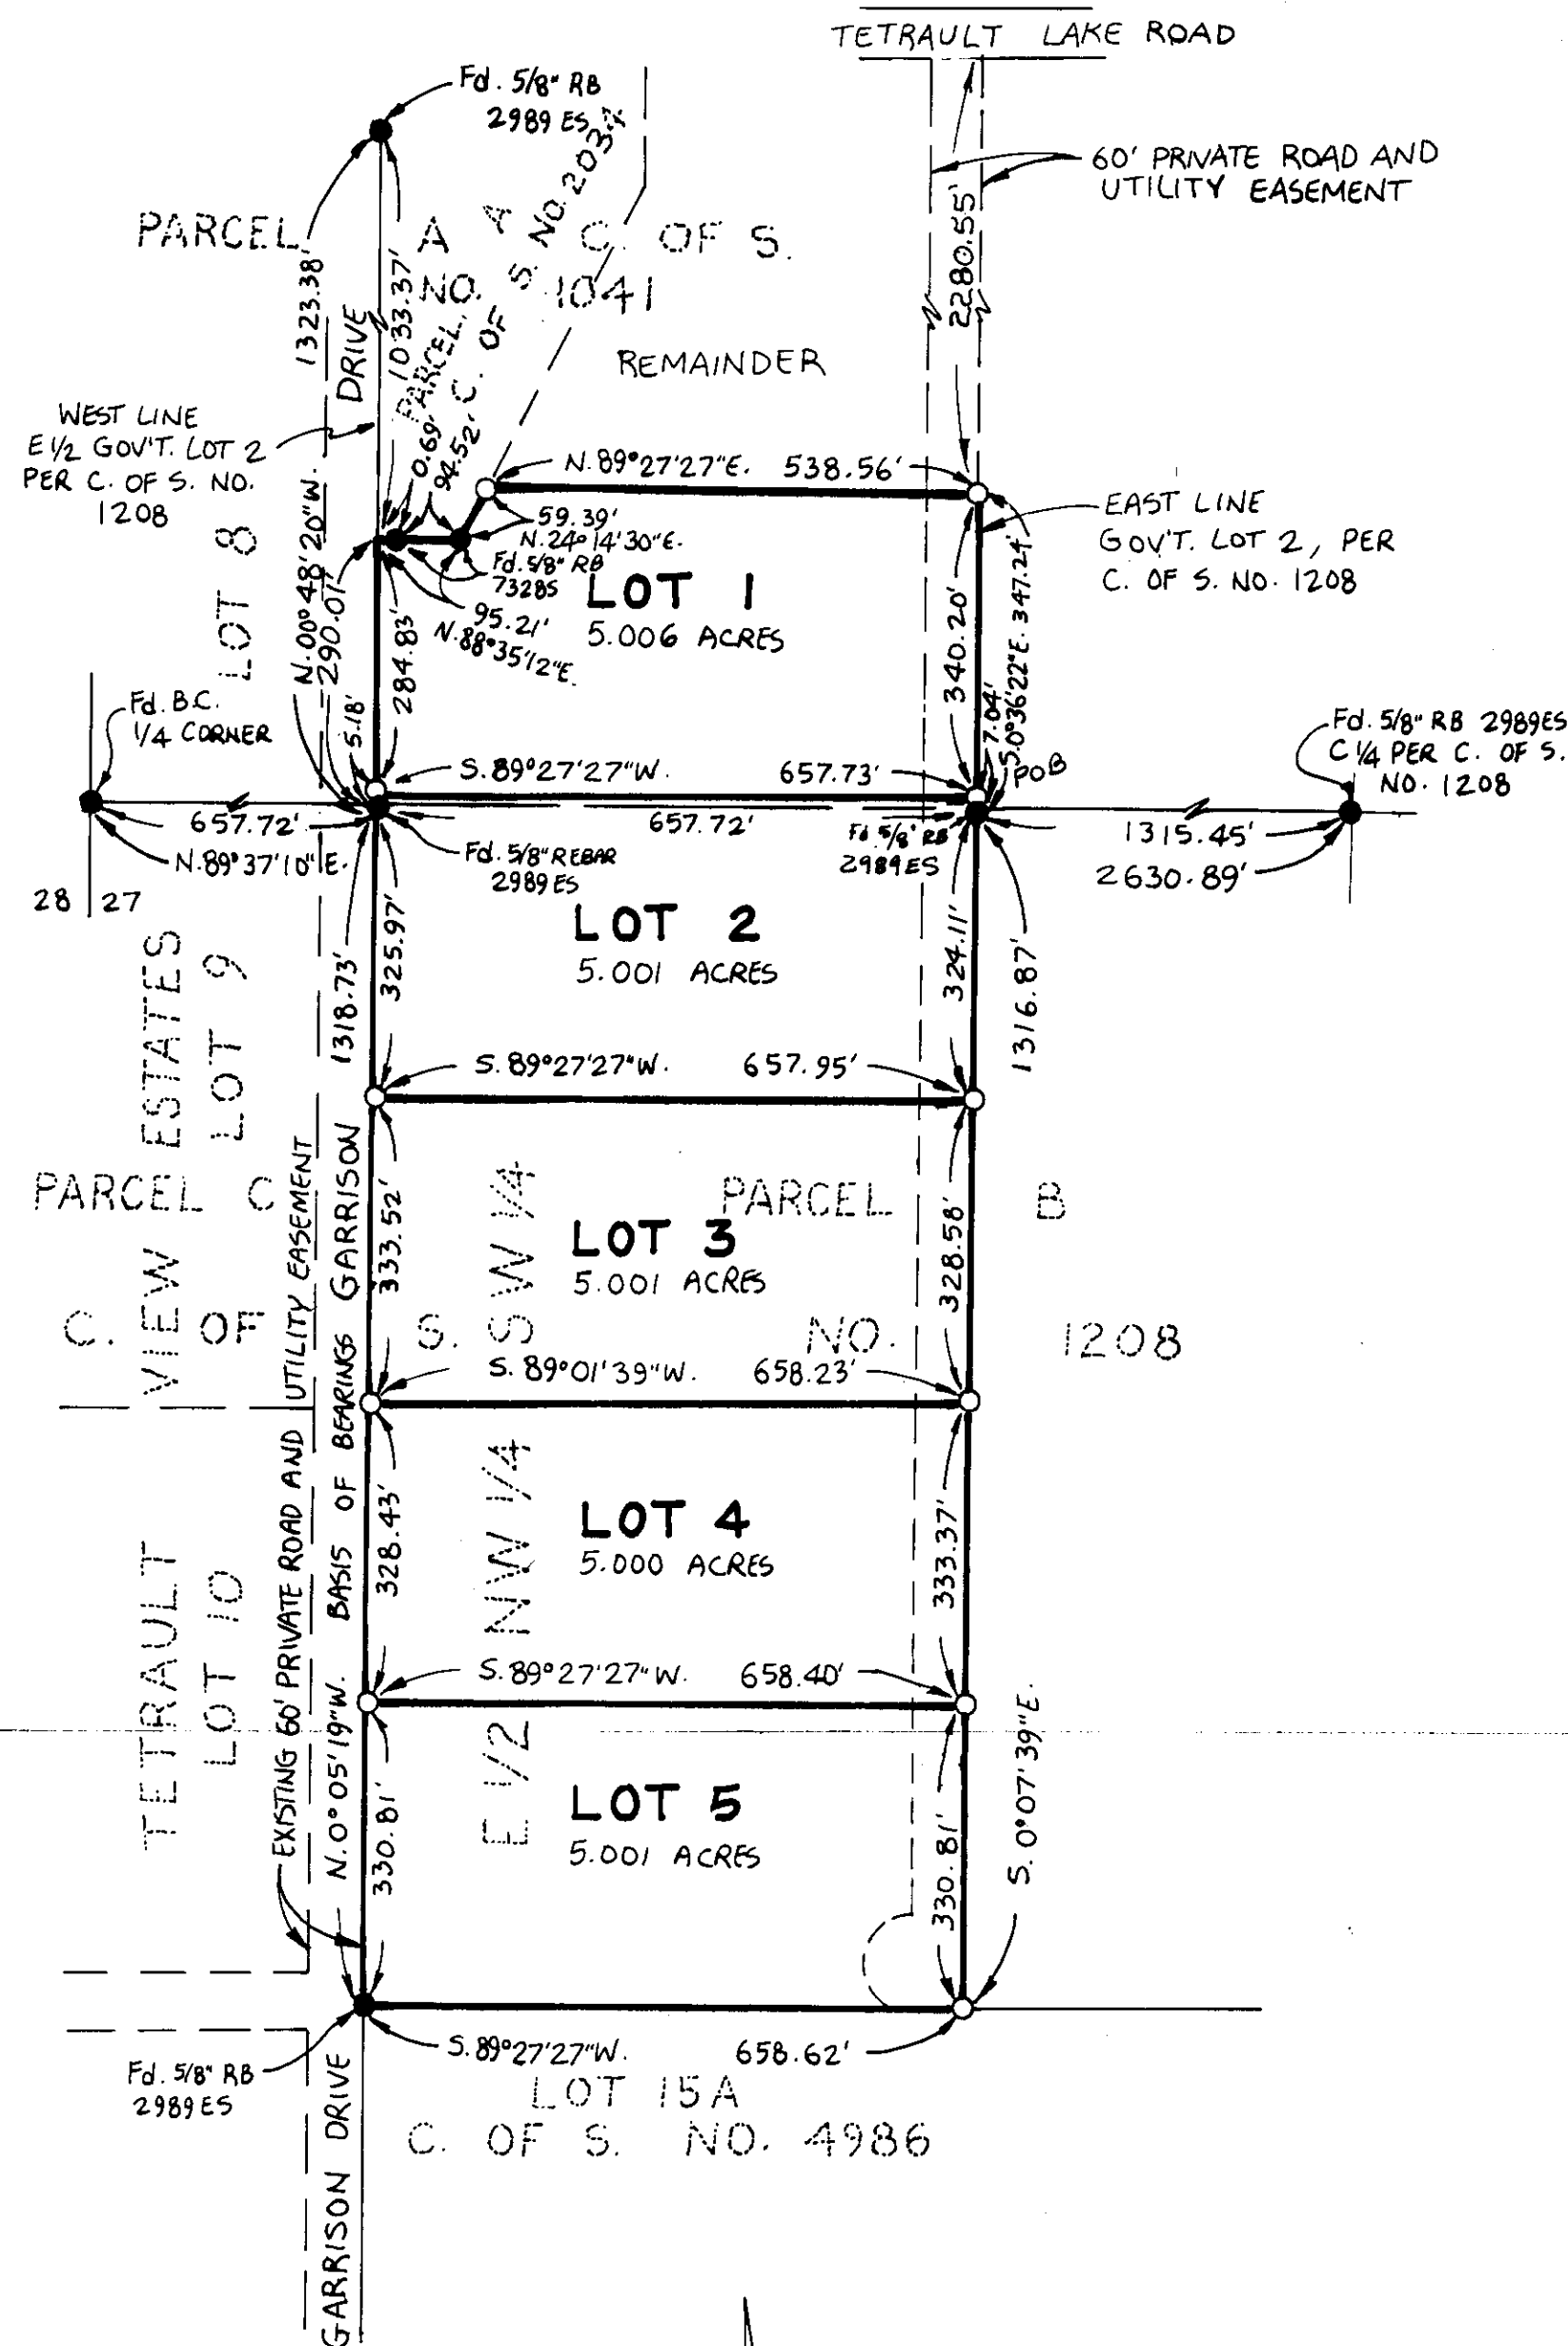 TETRAULT LAKE ROAD
Fd. 5/8" RB
2989 ES
60' PRIVATE ROAD AND
UTILITY EASEMENT
2280.55'
PARCEL A C. OF S.
NO. 1041
PARCEL A
C. OF S. NO. 2034
REMAINDER
1323.38'
1033.37'
DRIVE
WEST LINE
E 1/2 GOV'T. LOT 2
PER C. OF S. NO.
1208
0.69'
94.52'
N. 89°27'27"E. 538.56'
59.39'
N. 24°14'30"E.
Fd. 5/8" RB
7328S
95.21'
N. 88°35'12"E.
EAST LINE
GOV'T. LOT 2, PER
C. OF S. NO. 1208
LOT 8
N. 00°48'20"W.
290.01'
5.18'
284.83'
LOT 1
5.006 ACRES
340.20'
7.04'
S. 0°36'22"E. 347.24'
POB
Fd. B.C.
1/4 CORNER
S. 89°27'27"W. 657.73'
Fd. 5/8" RB 2989ES
C 1/4 PER C. OF S.
NO. 1208
657.72'
N. 89°37'10"E.
28 27
657.72'
Fd. 5/8" REBAR
2989ES
Fd. 5/8' RB
2989ES
1315.45'
2630.89'
LOT 2
5.001 ACRES
1318.73'
325.97'
324.11'
1316.87'
S. 89°27'27"W. 657.95'
TETRAULT VIEW ESTATES
LOT 9
PARCEL C
C. OF S. NO. 1208
PARCEL B
LOT 3
5.001 ACRES
333.52'
328.58'
S. 89°01'39"W. 658.23'
EXISTING 60' PRIVATE ROAD AND UTILITY EASEMENT
N. 0°05'19"W. BASIS OF BEARINGS GARRISON
E 1/2 NW 1/4 SW 1/4
LOT 10
LOT 4
5.000 ACRES
328.43'
333.37'
S. 89°27'27"W. 658.40'
LOT 5
5.001 ACRES
330.81'
330.81'
S. 0°07'39"E.
S. 89°27'27"W. 658.62'
Fd. 5/8" RB
2989ES
GARRISON DRIVE
LOT 15A
C. OF S. NO. 4986